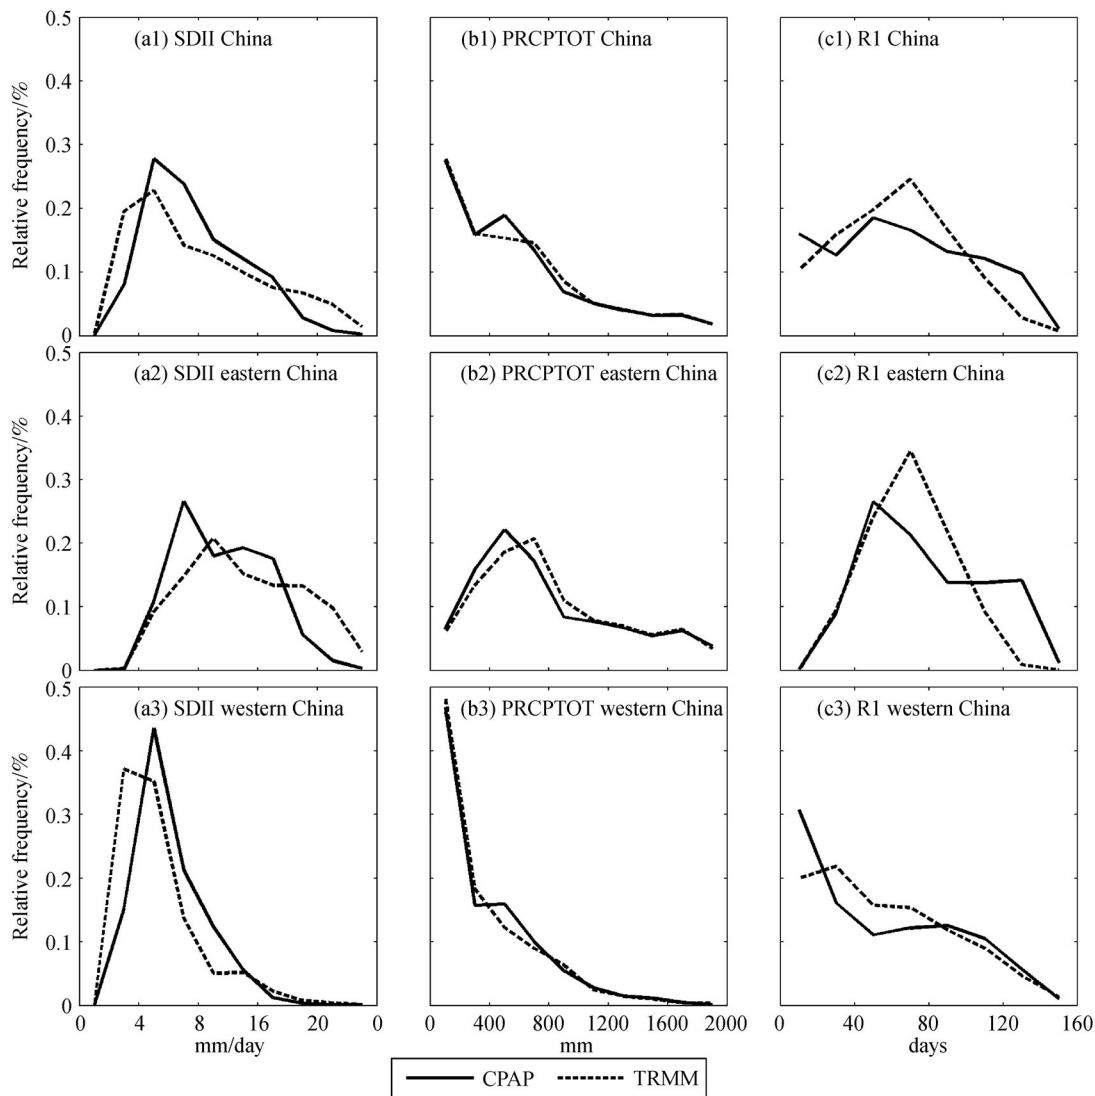 0.5
(a1) SDII China
(b1) PRCPTOT China
(c1) R1 China
0.4
0.3
0.2
0.1
0
Relative frequency/%
0.5
(a2) SDII eastern China
(b2) PRCPTOT eastern China
(c2) R1 eastern China
0.4
0.3
0.2
0.1
0
Relative frequency/%
0.5
(a3) SDII western China
(b3) PRCPTOT western China
(c3) R1 western China
0.4
0.3
0.2
0.1
0
Relative frequency/%
0 4 8 16 20 0
mm/day
0 400 800 1200 1600 2000
mm
0 40 80 120 160
days
CPAP TRMM